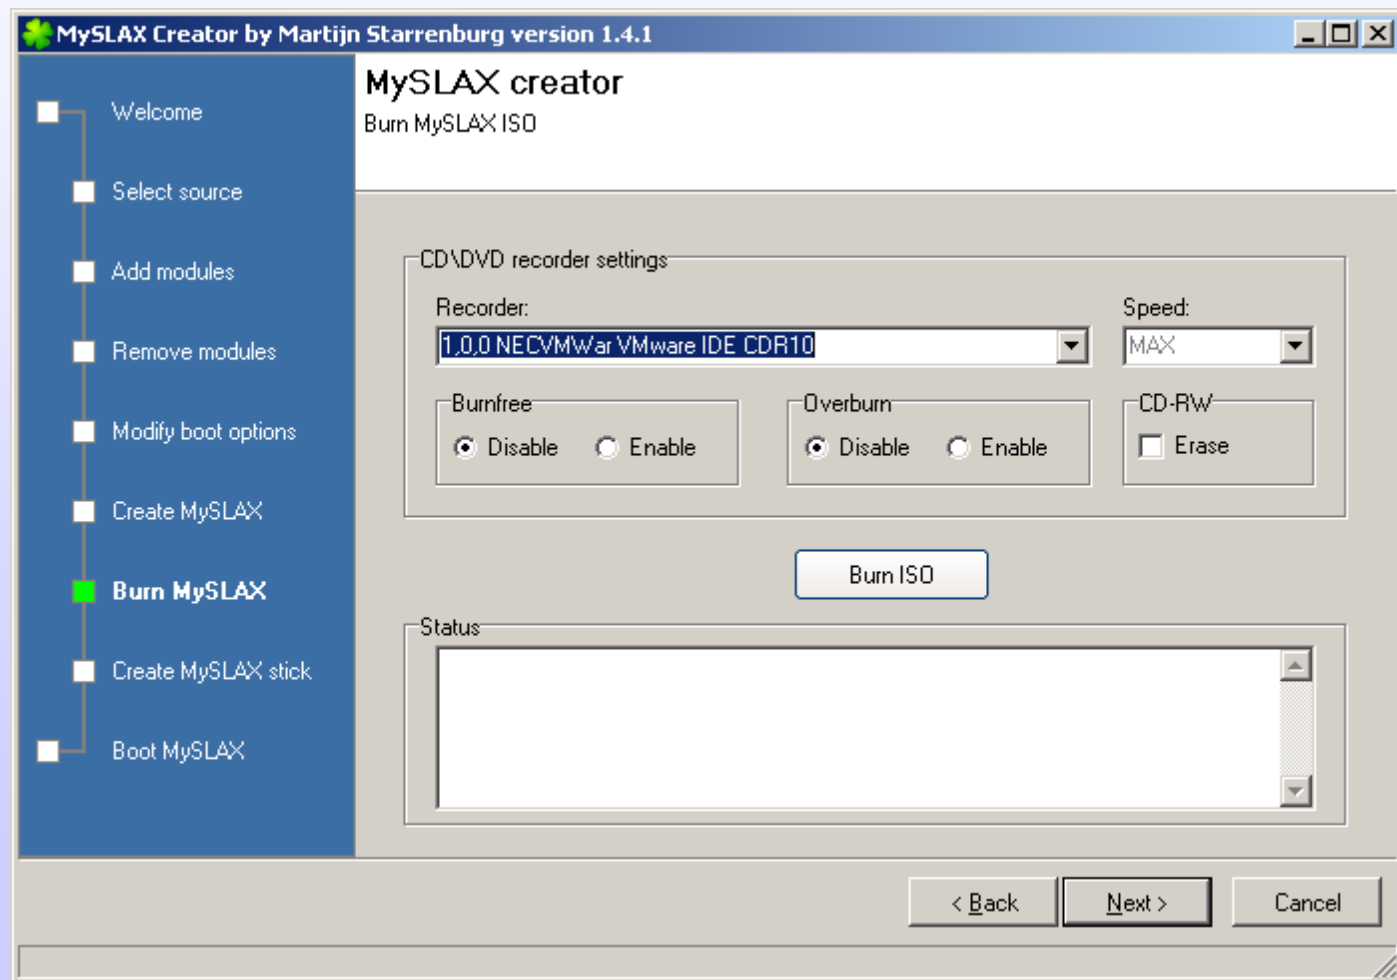 MySLAX Creator by Martijn Starrenburg version 1.4.1
Welcome
Select source
Add modules
Remove modules
Modify boot options
Create MySLAX
Burn MySLAX
Create MySLAX stick
Boot MySLAX
MySLAX creator
Burn MySLAX ISO
CD\DVD recorder settings
Recorder: Speed:
1,0,0 NECVMWar VMware IDE CDR10 MAX
Burnfree Overburn CD-RW
Disable Enable Disable Enable Erase
Burn ISO
Status
< Back Next > Cancel